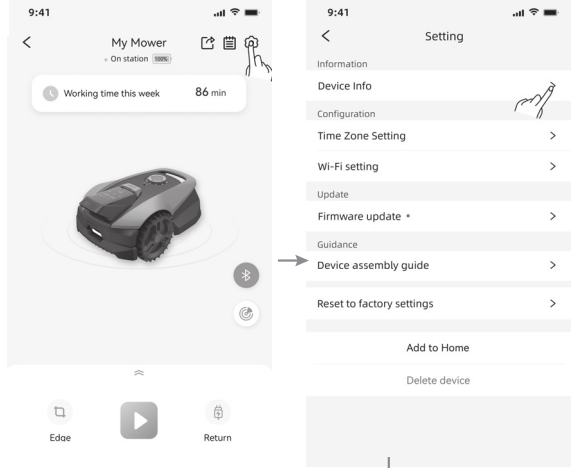 9:41
My Mower
On station 100%
Working time this week 86 min
Edge
Return
9:41
Setting
Information
Device Info
Configuration
Time Zone Setting
Wi-Fi setting
Update
Firmware update
Guidance
Device assembly guide
Reset to factory settings
Add to Home
Delete device